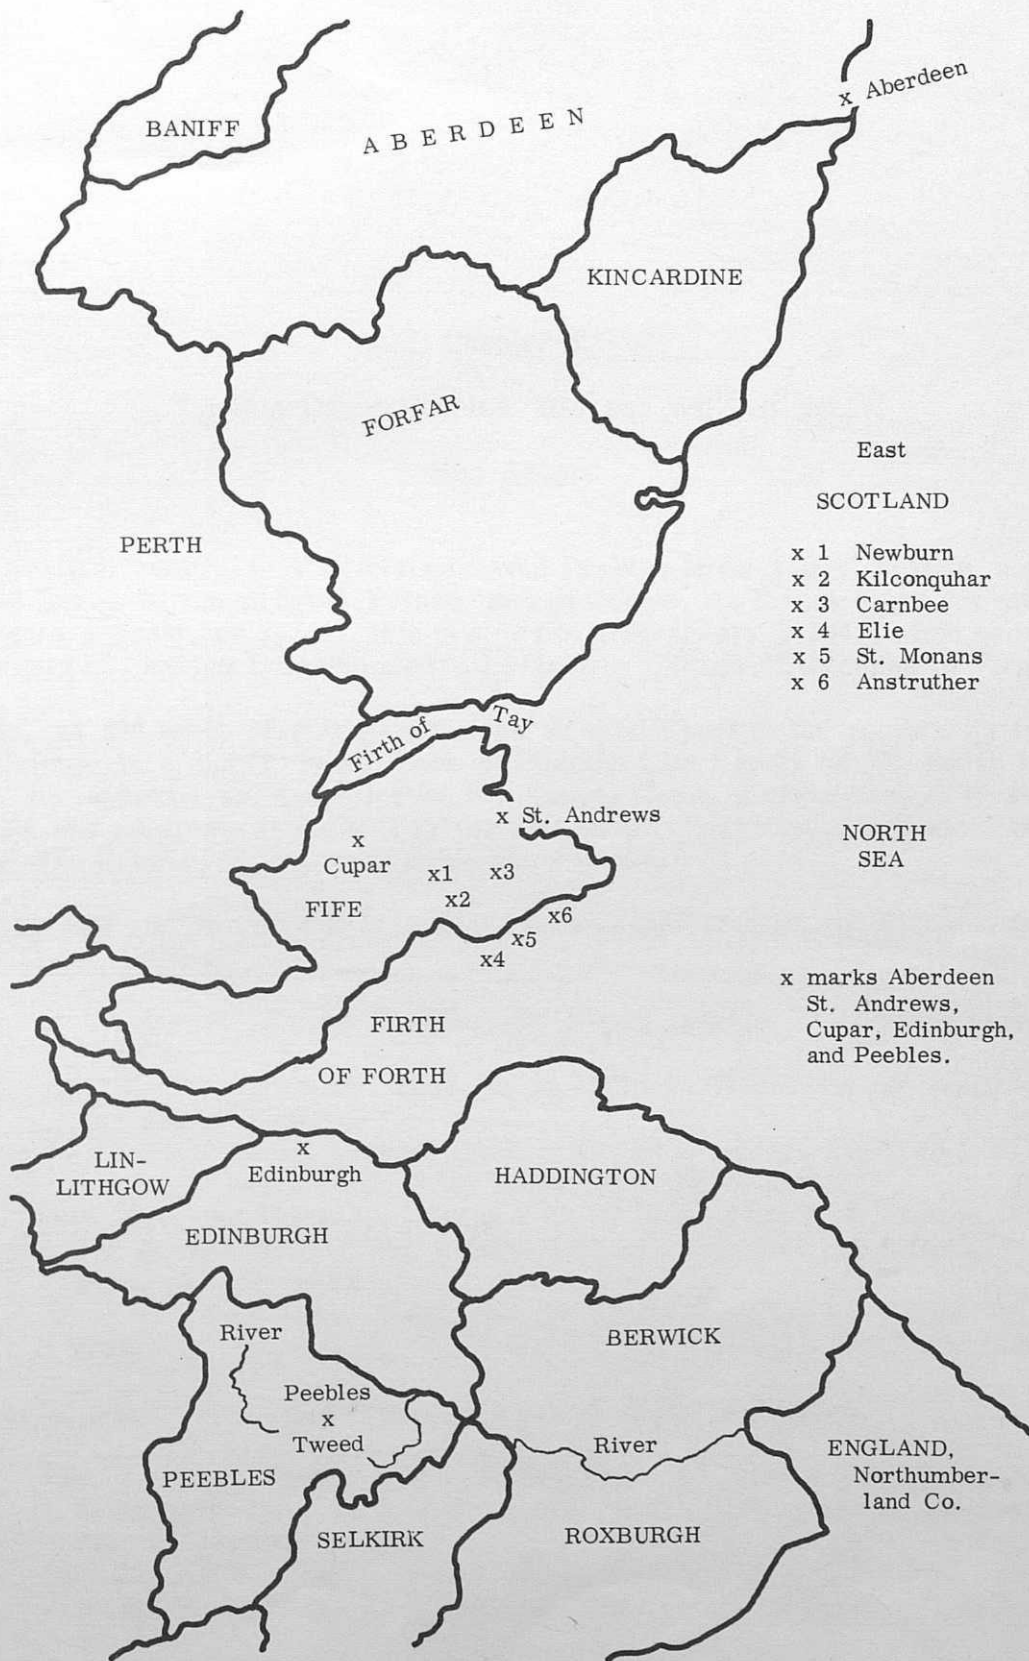 x Aberdeen
BANIFF
ABERDEEN
KINCARDINE
FORFAR
East
SCOTLAND
PERTH
x 1 Newburn
x 2 Kilconquhar
x 3 Carnbee
x 4 Elie
x 5 St. Monans
x 6 Anstruther
Firth of Tay
x St. Andrews
NORTH
SEA
x
Cupar
x1
x3
x2
FIFE
x6
x5
x4
x marks Aberdeen
St. Andrews,
Cupar, Edinburgh,
and Peebles.
FIRTH
OF FORTH
x
Edinburgh
LIN-
LITHGOW
HADDINGTON
EDINBURGH
River
BERWICK
Peebles
x
Tweed
River
PEEBLES
ENGLAND,
Northumber-
land Co.
SELKIRK
ROXBURGH